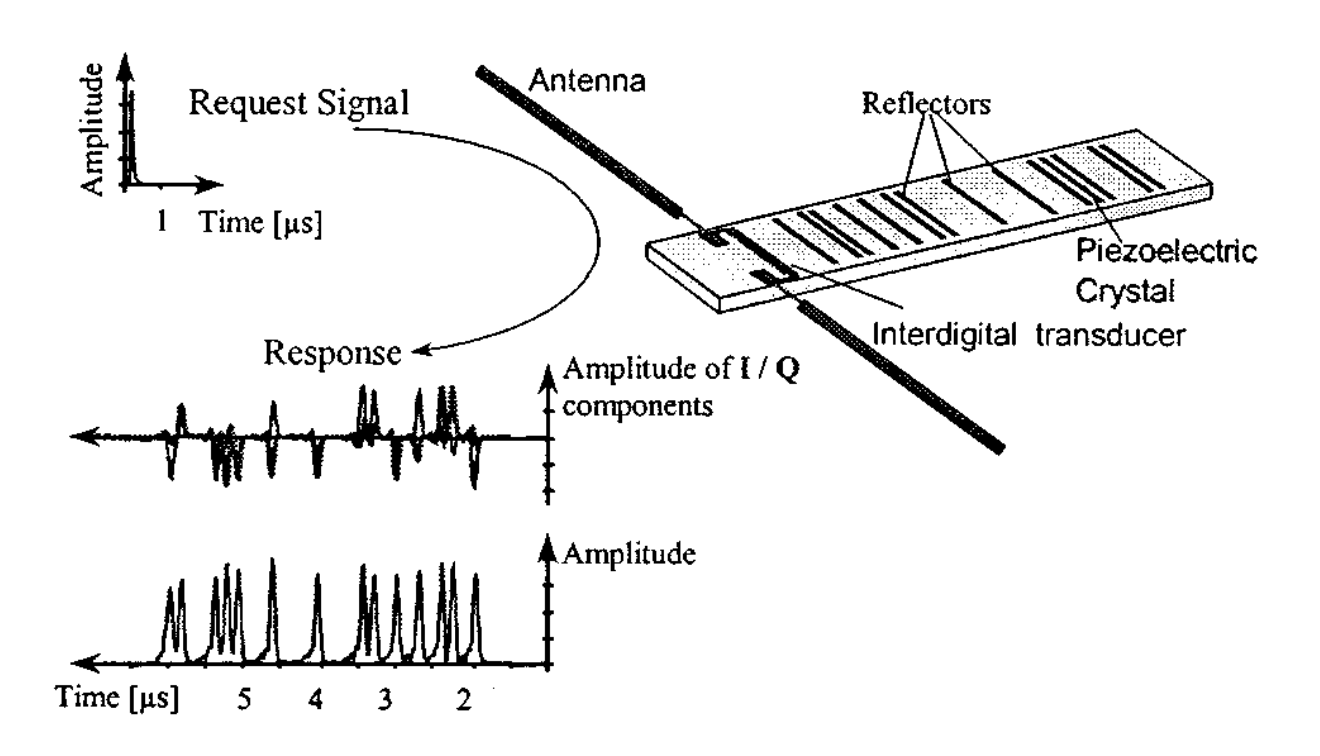 Amplitude
Request Signal
1 Time [µs]
Antenna
Reflectors
Piezoelectric
Crystal
Interdigital transducer
Response
Amplitude of I / Q
components
Amplitude
Time [µs] 5 4 3 2